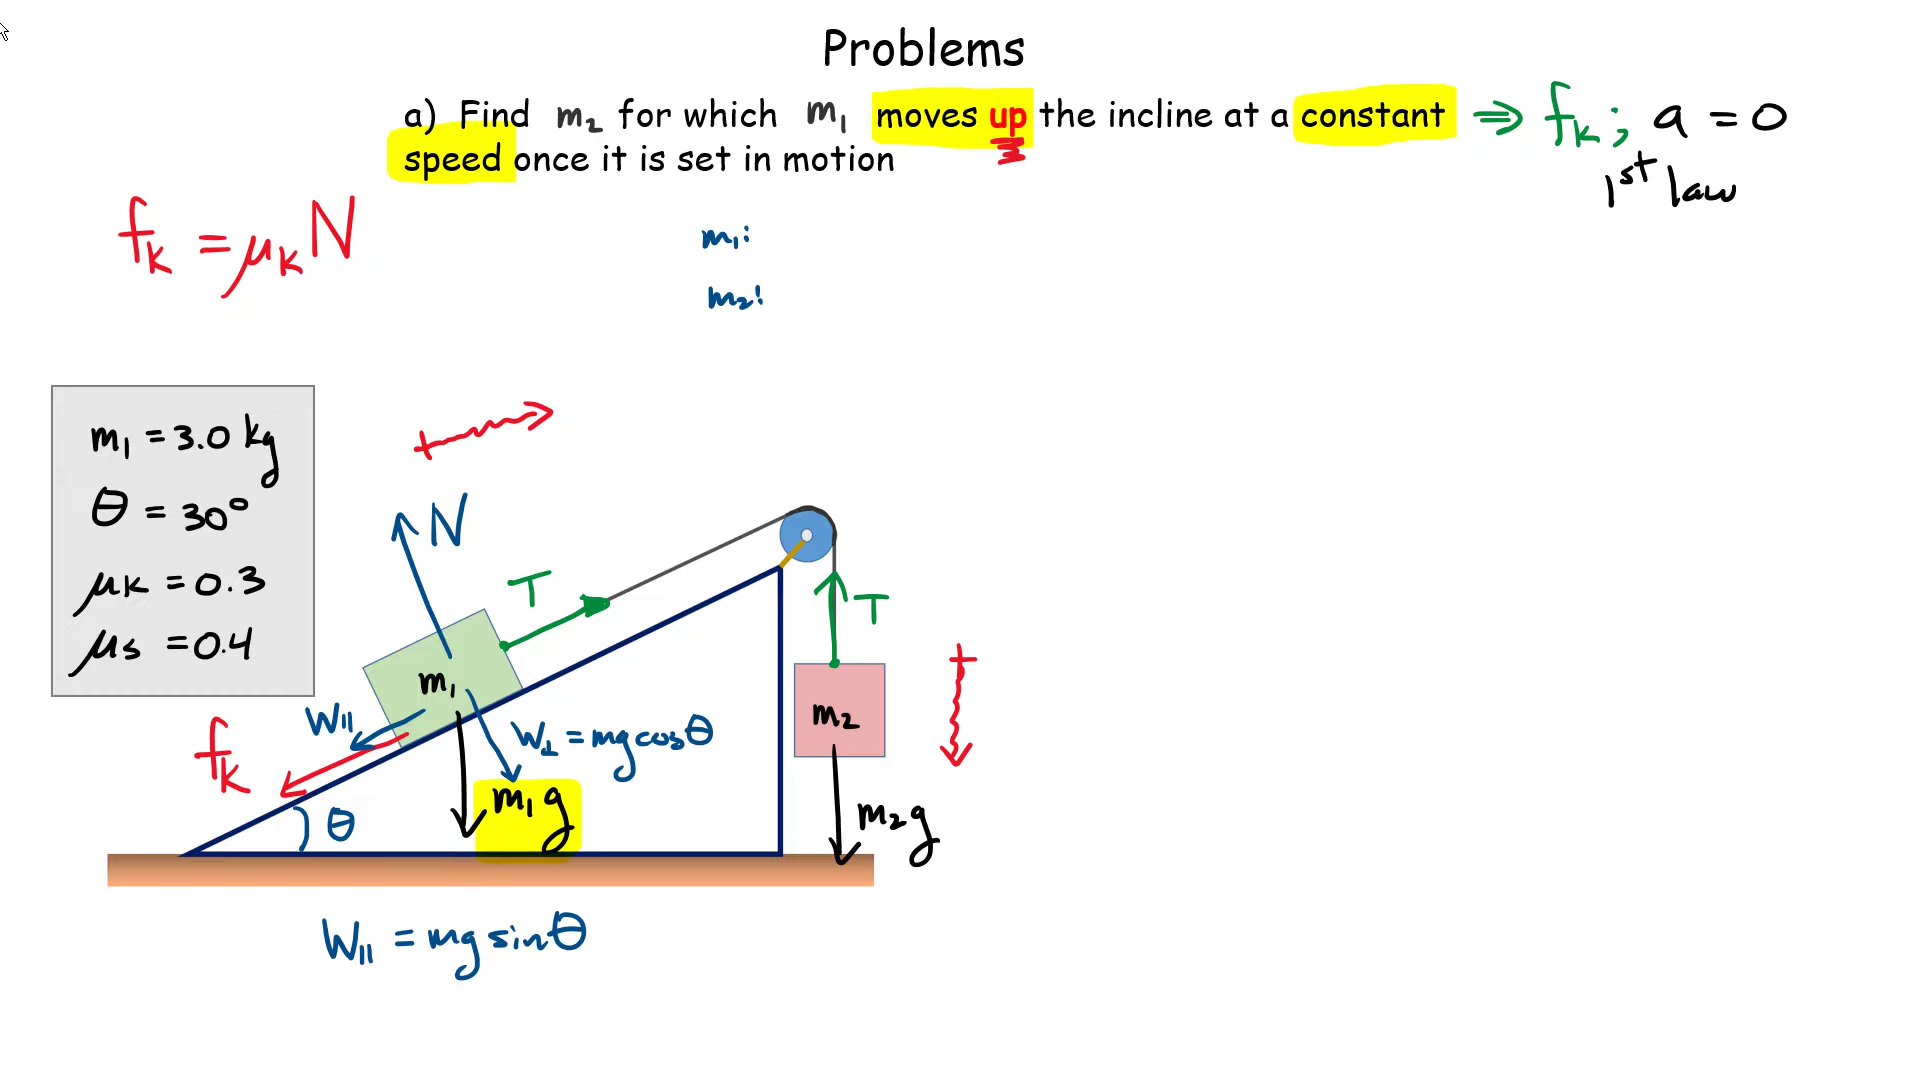 Problems
a) Find m₂ for which m₁ moves up the incline at a constant ⇒ fₖ; a = 0
speed once it is set in motion
1st law
fₖ = μₖN
m₁:
m₂:
m₁ = 3.0 kg
θ = 30°
μₖ = 0.3
μₛ = 0.4
N
T
T
m₁
m₂
W∥
W⊥ = mg cosθ
fₖ
m₁g
m₂g
θ
W∥ = mg sinθ